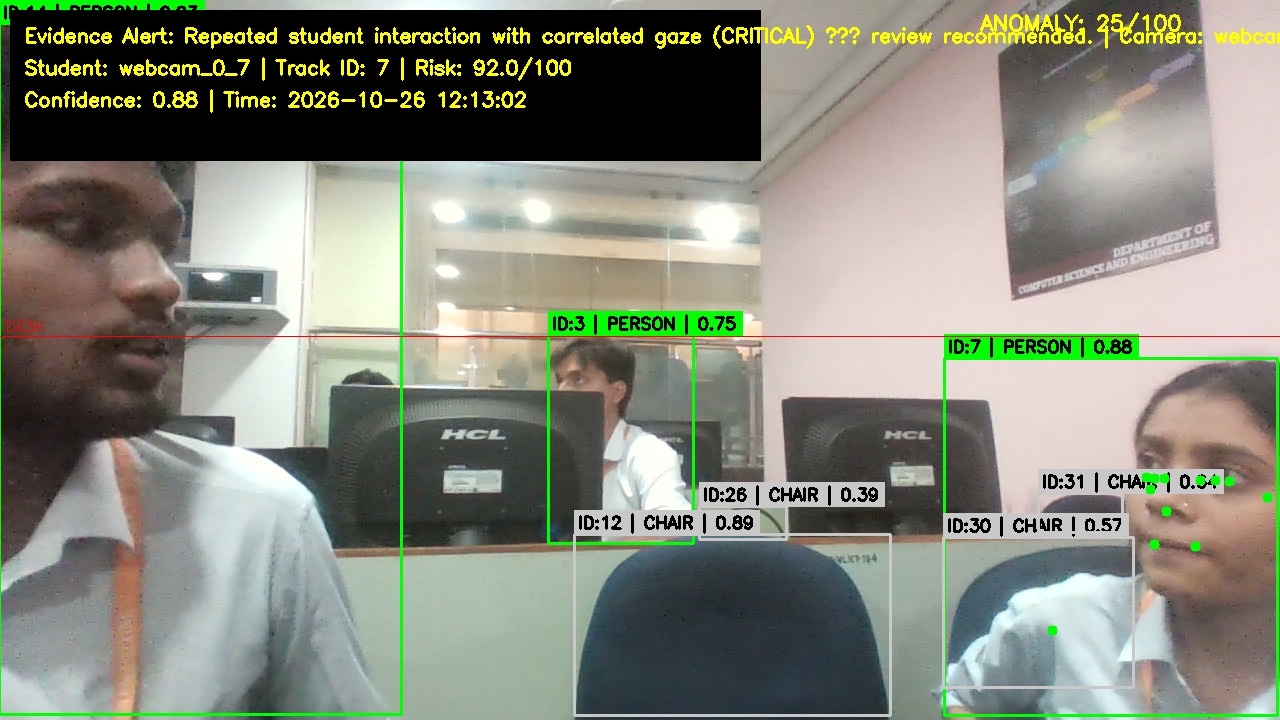 Evidence Alert: Repeated student interaction with correlated gaze (CRITICAL) ??? review recommended. | Camera: webcam
Student: webcam_0_7 | Track ID: 7 | Risk: 92.0/100
Confidence: 0.88 | Time: 2026-10-26 12:13:02
ANOMALY: 25/100
DEPARTMENT OF
COMPUTER SCIENCE AND ENGINEERING
DESK
ID:3 | PERSON | 0.75
ID:7 | PERSON | 0.88
HCL
HCL
ID:31 | CHAIR | 0.64
ID:26 | CHAIR | 0.39
ID:12 | CHAIR | 0.89
ID:30 | CHAIR | 0.57